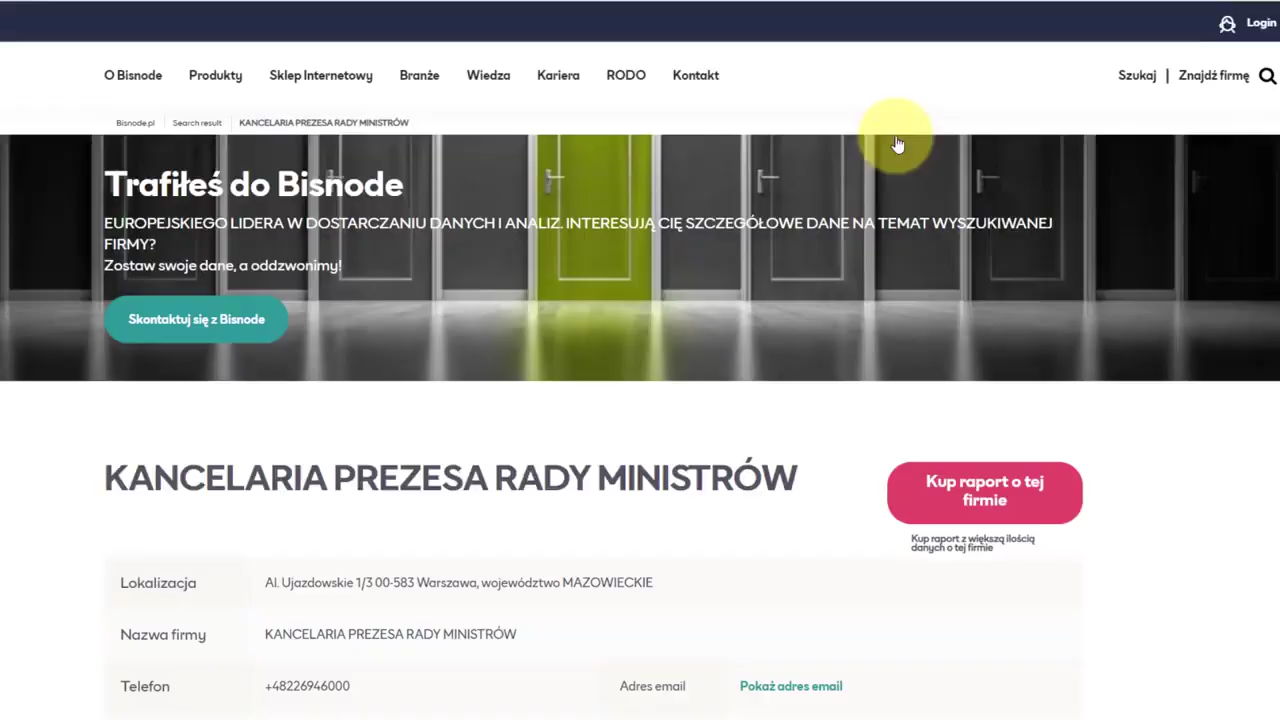 Login
O Bisnode Produkty Sklep Internetowy Branże Wiedza Kariera RODO Kontakt Szukaj | Znajdź firmę
Bisnode.pl Search result KANCELARIA PREZESA RADY MINISTRÓW
Trafiłeś do Bisnode
EUROPEJSKIEGO LIDERA W DOSTARCZANIU DANYCH I ANALIZ. INTERESUJĄ CIĘ SZCZEGÓŁOWE DANE NA TEMAT WYSZUKIWANEJ
FIRMY?
Zostaw swoje dane, a oddzwonimy!
Skontaktuj się z Bisnode
KANCELARIA PREZESA RADY MINISTRÓW
Kup raport o tej
firmie
Kup raport z większą ilością
danych o tej firmie
Lokalizacja Al. Ujazdowskie 1/3 00-583 Warszawa, województwo MAZOWIECKIE
Nazwa firmy KANCELARIA PREZESA RADY MINISTRÓW
Telefon +48226946000 Adres email Pokaż adres email